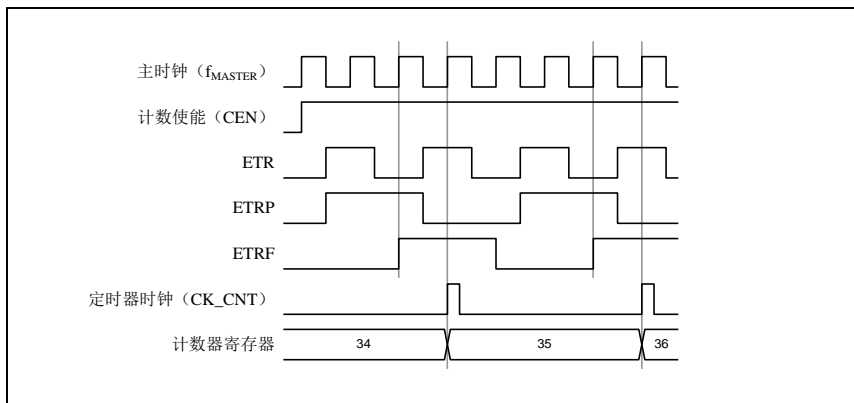 主时钟（fMASTER）
计数使能（CEN）
ETR
ETRP
ETRF
定时器时钟（CK_CNT）
计数器寄存器 34 35 36